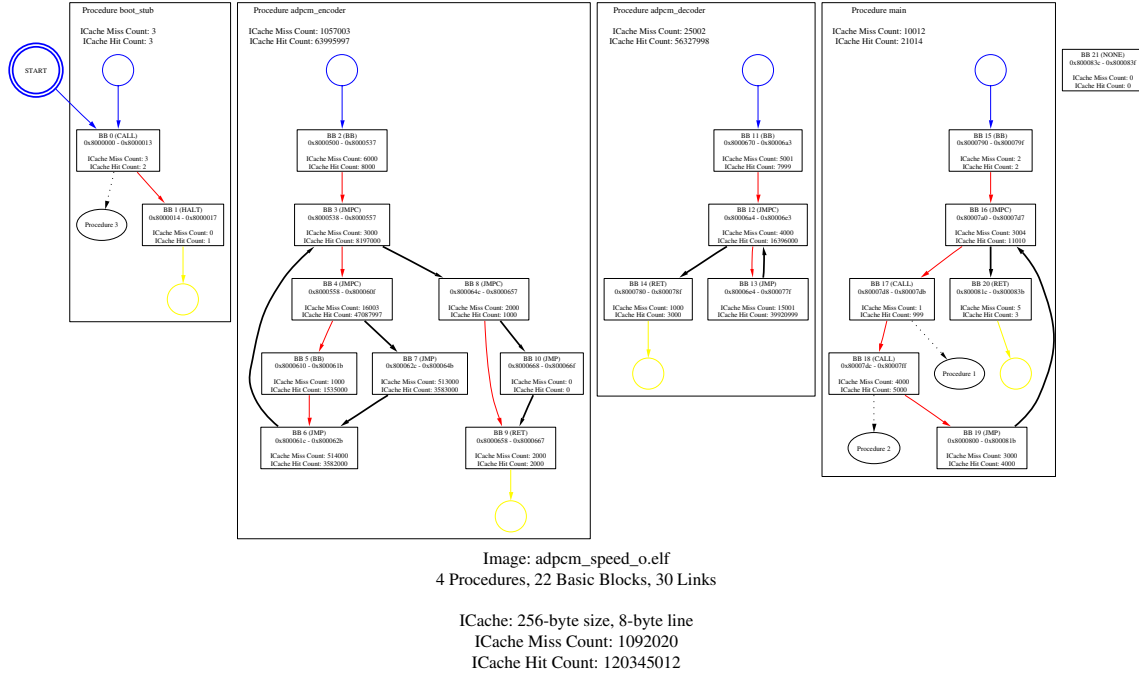 START
Procedure boot_stub
ICache Miss Count: 3
ICache Hit Count: 3
BB 0 (CALL)
0x8000000 - 0x8000013
ICache Miss Count: 3
ICache Hit Count: 2
Procedure 3
BB 1 (HALT)
0x8000014 - 0x8000017
ICache Miss Count: 0
ICache Hit Count: 1
Procedure adpcm_encoder
ICache Miss Count: 1057003
ICache Hit Count: 63995997
BB 2 (BB)
0x8000500 - 0x8000537
ICache Miss Count: 6000
ICache Hit Count: 8000
BB 3 (JMPC)
0x8000538 - 0x8000557
ICache Miss Count: 3000
ICache Hit Count: 8197000
BB 4 (JMPC)
0x8000558 - 0x800060f
ICache Miss Count: 16003
ICache Hit Count: 47087997
BB 8 (JMPC)
0x800064c - 0x8000657
ICache Miss Count: 2000
ICache Hit Count: 1000
BB 5 (BB)
0x8000610 - 0x800061b
ICache Miss Count: 1000
ICache Hit Count: 1535000
BB 7 (JMP)
0x800062c - 0x800064b
ICache Miss Count: 513000
ICache Hit Count: 3583000
BB 10 (JMP)
0x8000668 - 0x800066f
ICache Miss Count: 0
ICache Hit Count: 0
BB 6 (JMP)
0x800061c - 0x800062b
ICache Miss Count: 514000
ICache Hit Count: 3582000
BB 9 (RET)
0x8000658 - 0x8000667
ICache Miss Count: 2000
ICache Hit Count: 2000
Procedure adpcm_decoder
ICache Miss Count: 25002
ICache Hit Count: 56327998
BB 11 (BB)
0x8000670 - 0x80006a3
ICache Miss Count: 5001
ICache Hit Count: 7999
BB 12 (JMPC)
0x80006a4 - 0x80006e3
ICache Miss Count: 4000
ICache Hit Count: 16396000
BB 14 (RET)
0x8000780 - 0x800078f
ICache Miss Count: 1000
ICache Hit Count: 3000
BB 13 (JMP)
0x80006e4 - 0x800077f
ICache Miss Count: 15001
ICache Hit Count: 39920999
Procedure main
ICache Miss Count: 10012
ICache Hit Count: 21014
BB 15 (BB)
0x8000790 - 0x800079f
ICache Miss Count: 2
ICache Hit Count: 2
BB 16 (JMPC)
0x80007a0 - 0x80007d7
ICache Miss Count: 3004
ICache Hit Count: 11010
BB 17 (CALL)
0x80007d8 - 0x80007db
ICache Miss Count: 1
ICache Hit Count: 999
BB 20 (RET)
0x800081c - 0x800083b
ICache Miss Count: 5
ICache Hit Count: 3
BB 18 (CALL)
0x80007dc - 0x80007ff
ICache Miss Count: 4000
ICache Hit Count: 5000
Procedure 1
Procedure 2
BB 19 (JMP)
0x8000800 - 0x800081b
ICache Miss Count: 3000
ICache Hit Count: 4000
BB 21 (NONE)
0x800083c - 0x800083f
ICache Miss Count: 0
ICache Hit Count: 0
Image: adpcm_speed_o.elf
4 Procedures, 22 Basic Blocks, 30 Links
ICache: 256-byte size, 8-byte line
ICache Miss Count: 1092020
ICache Hit Count: 120345012